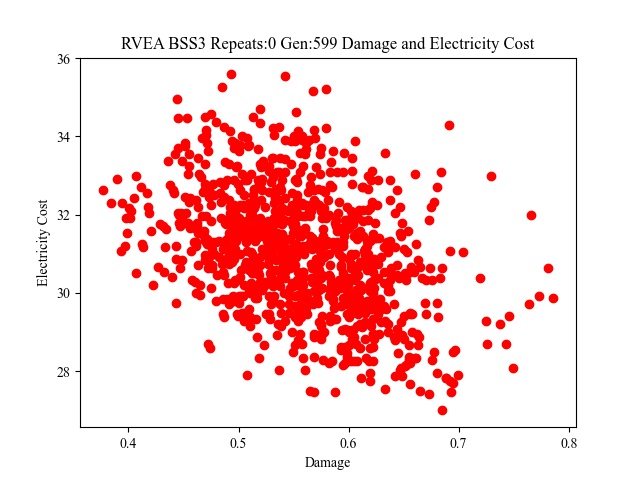 RVEA BSS3 Repeats:0 Gen:599 Damage and Electricity Cost
36
34
32
30
28
Electricity Cost
0.4 0.5 0.6 0.7 0.8
Damage